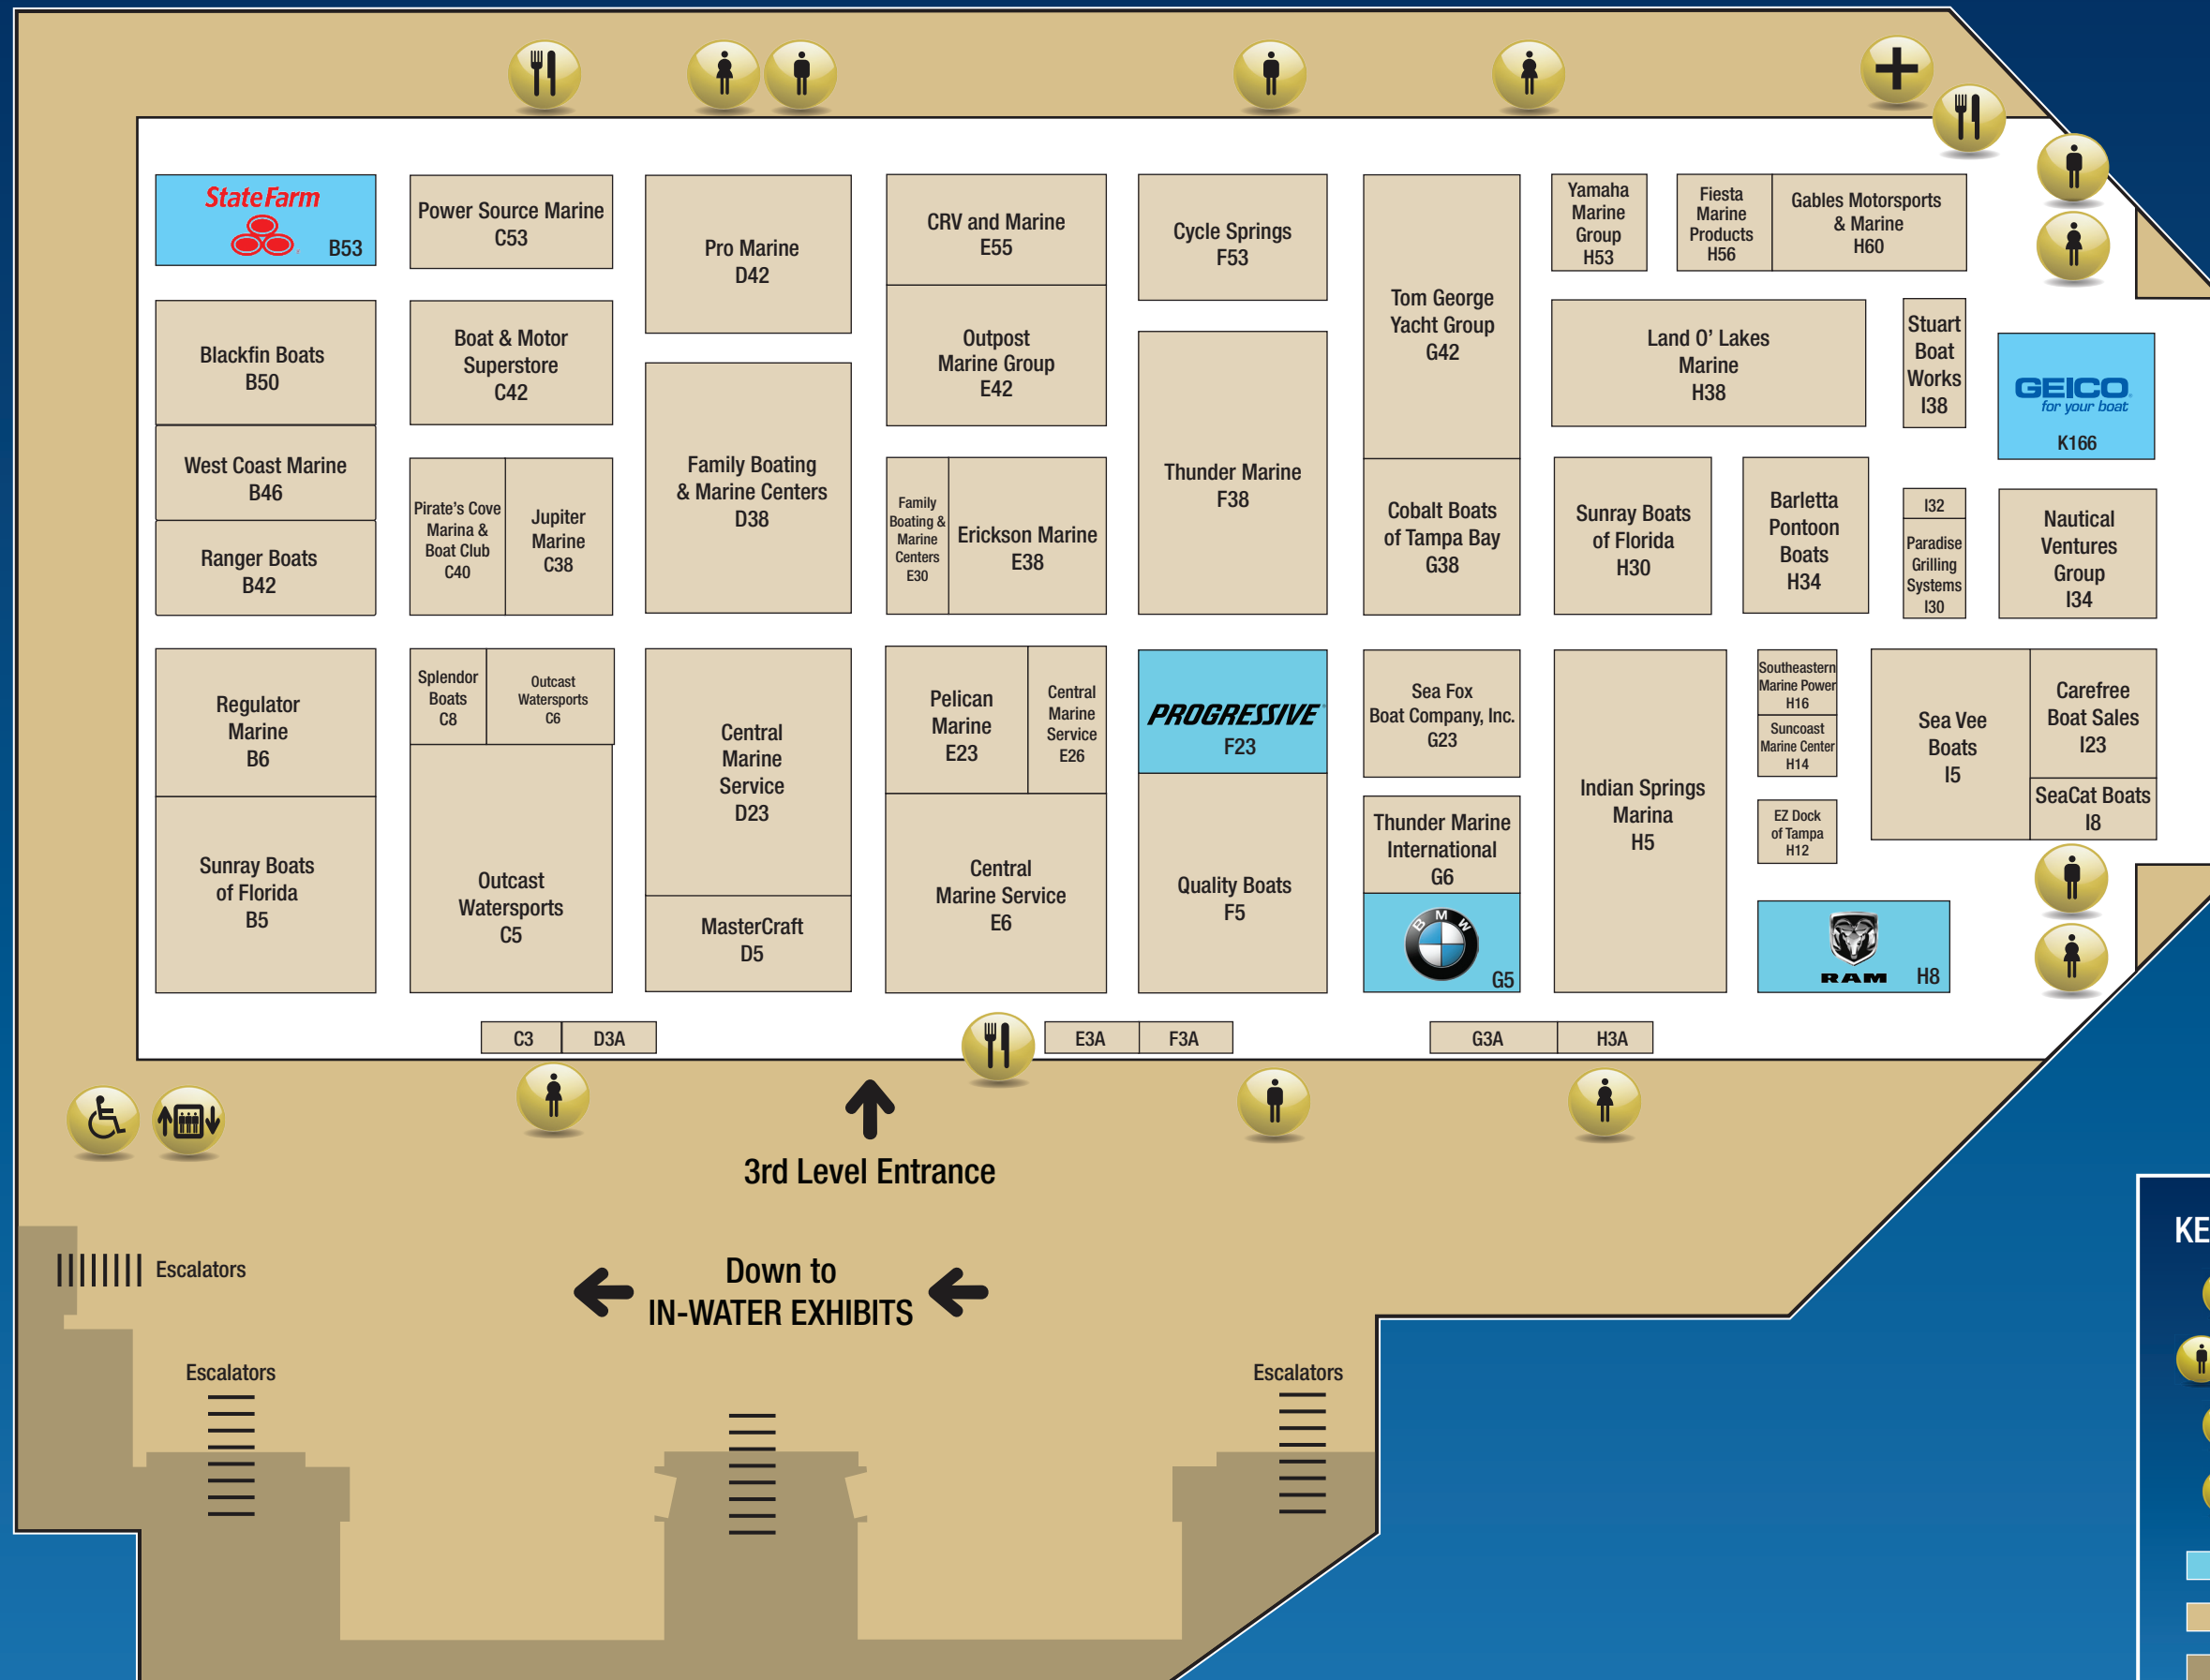 StateFarm
B53
Power Source Marine
C53
Pro Marine
D42
CRV and Marine
E55
Cycle Springs
F53
Tom George
Yacht Group
G42
Yamaha
Marine
Group
H53
Fiesta
Marine
Products
H56
Gables Motorsports
& Marine
H60
Blackfin Boats
B50
Boat & Motor
Superstore
C42
Outpost
Marine Group
E42
Land O’ Lakes
Marine
H38
Stuart
Boat
Works
I38
GEICO
for your boat
K166
West Coast Marine
B46
Ranger Boats
B42
Pirate’s Cove
Marina &
Boat Club
C40
Jupiter
Marine
C38
Family Boating
& Marine Centers
D38
Family
Boating &
Marine
Centers
E30
Erickson Marine
E38
Thunder Marine
F38
Cobalt Boats
of Tampa Bay
G38
Sunray Boats
of Florida
H30
Barletta
Pontoon
Boats
H34
I32
Paradise
Grilling
Systems
I30
Nautical
Ventures
Group
I34
Regulator
Marine
B6
Splendor
Boats
C8
Outcast
Watersports
C6
Central
Marine
Service
D23
Pelican
Marine
E23
Central
Marine
Service
E26
PROGRESSIVE
F23
Sea Fox
Boat Company, Inc.
G23
Indian Springs
Marina
H5
Southeastern
Marine Power
H16
Suncoast
Marine Center
H14
EZ Dock
of Tampa
H12
Sea Vee
Boats
I5
Carefree
Boat Sales
I23
SeaCat Boats
I8
Sunray Boats
of Florida
B5
Outcast
Watersports
C5
MasterCraft
D5
Central
Marine Service
E6
Quality Boats
F5
Thunder Marine
International
G6
BMW
G5
RAM
H8
C3
D3A
E3A
F3A
G3A
H3A
3rd Level Entrance
Down to
IN-WATER EXHIBITS
Escalators
Escalators
Escalators
KE